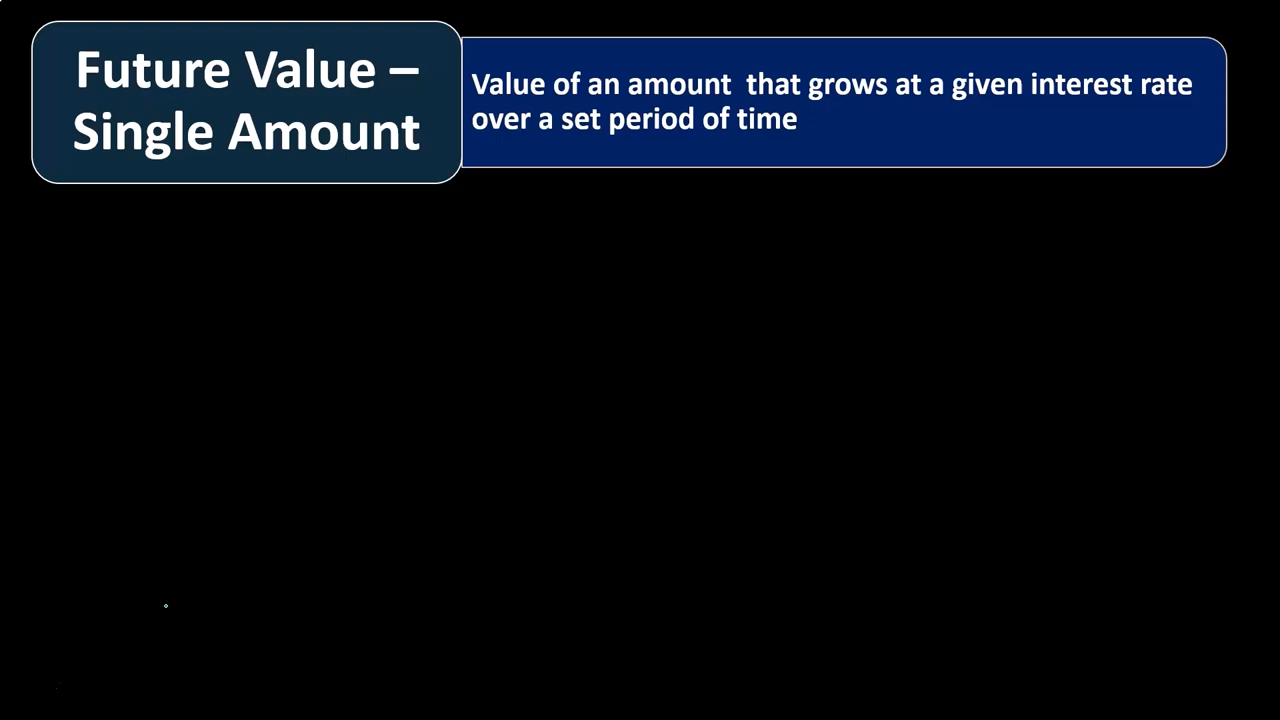 Future Value –
Single Amount
Value of an amount  that grows at a given interest rate
over a set period of time